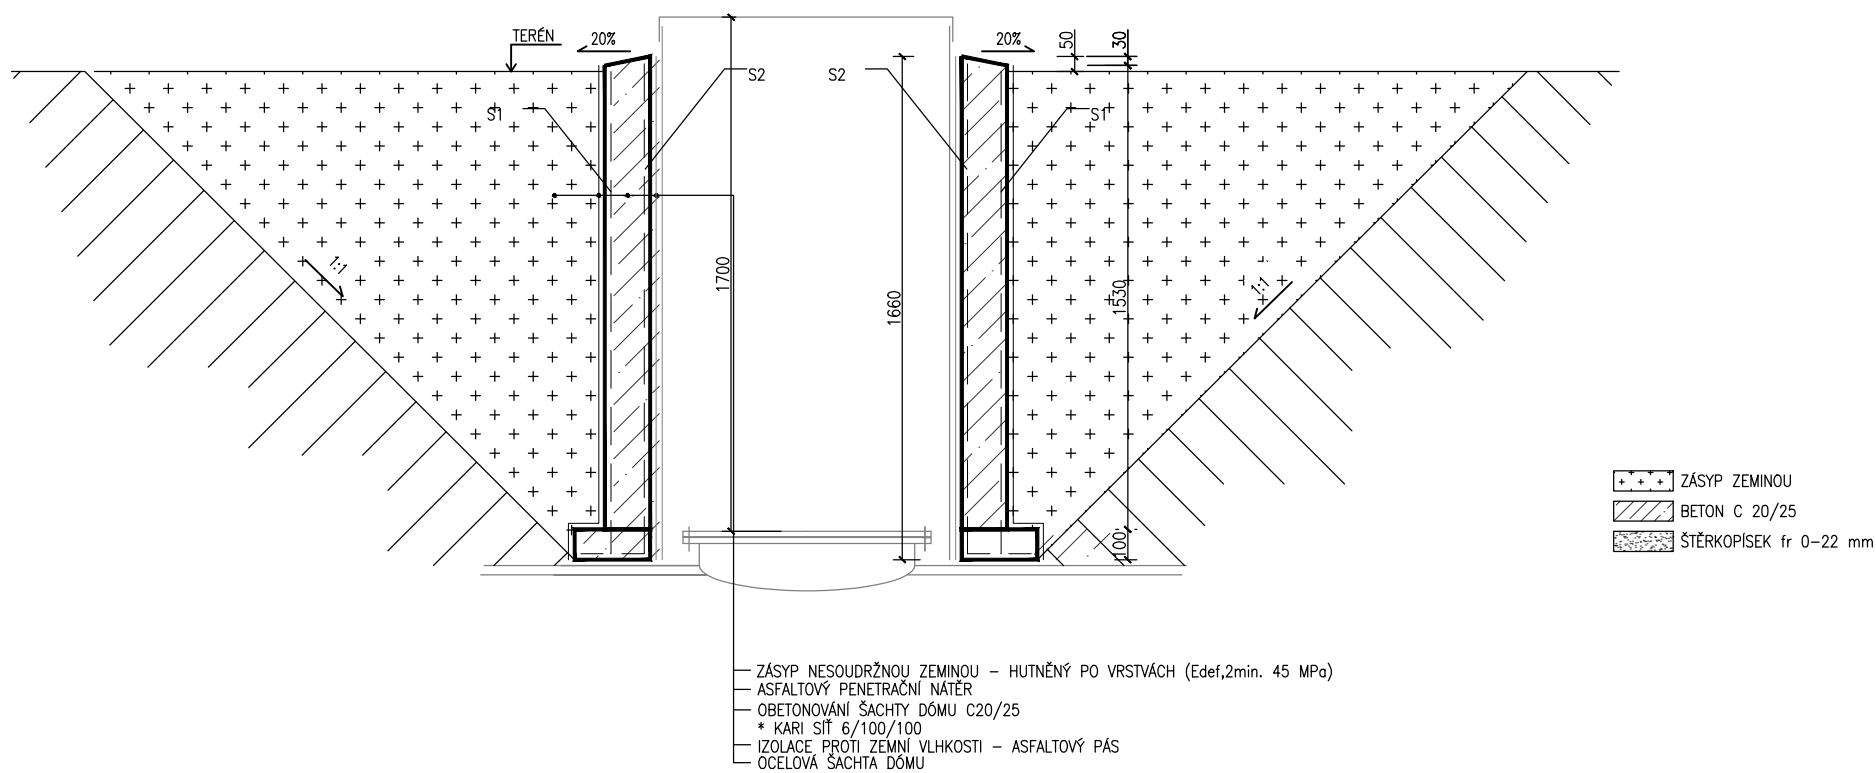 TERÉN
20%
20%
50
30
S2
S2
S1
S1
1:1
1700
1660
1530
1:1
100
ZÁSYP ZEMINOU
BETON C 20/25
ŠTĚRKOPÍSEK fr 0-22 mm
ZÁSYP NESOUDRŽNOU ZEMINOU - HUTNĚNÝ PO VRSTVÁCH (Edef,2min. 45 MPa)
ASFALTOVÝ PENETRAČNÍ NÁTĚR
OBETONOVÁNÍ ŠACHTY DÓMU C20/25
* KARI SÍŤ 6/100/100
IZOLACE PROTI ZEMNÍ VLHKOSTI - ASFALTOVÝ PÁS
OCELOVÁ ŠACHTA DÓMU